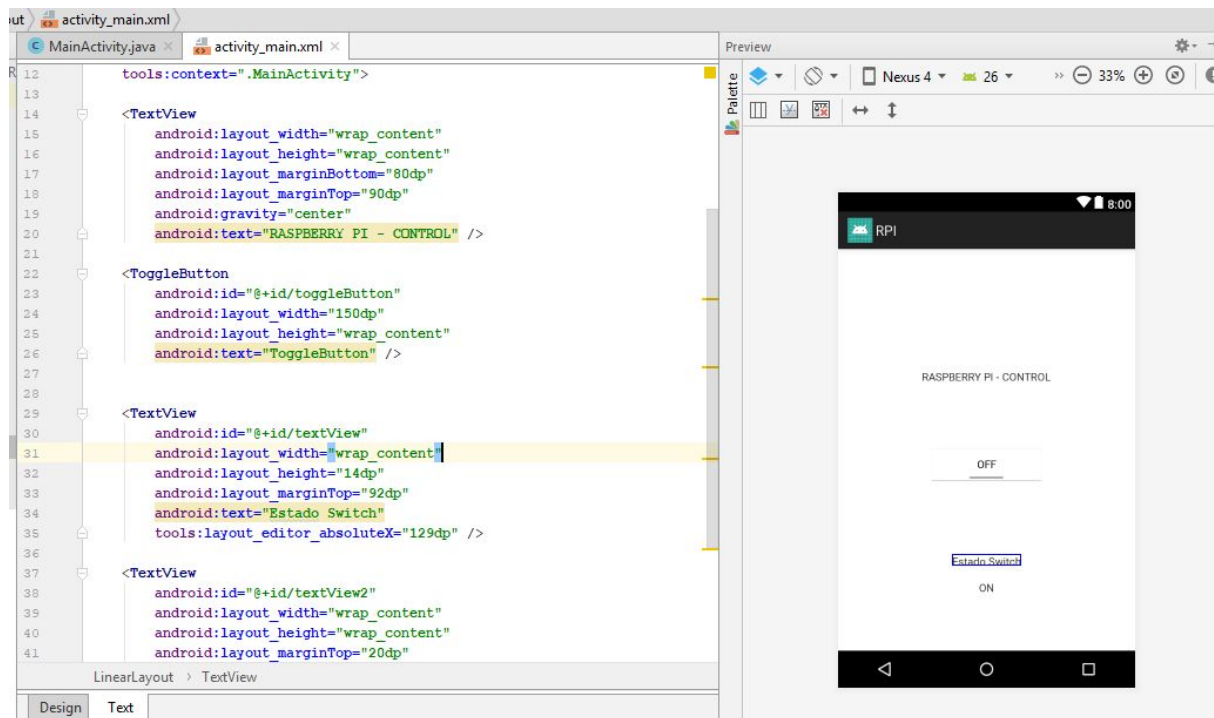 out activity_main.xml
MainActivity.java activity_main.xml
12 tools:context=".MainActivity">
13
14 <TextView
15 android:layout_width="wrap_content"
16 android:layout_height="wrap_content"
17 android:layout_marginBottom="80dp"
18 android:layout_marginTop="90dp"
19 android:gravity="center"
20 android:text="RASPBERRY PI - CONTROL" />
21
22 <ToggleButton
23 android:id="@+id/toggleButton"
24 android:layout_width="150dp"
25 android:layout_height="wrap_content"
26 android:text="ToggleButton" />
27
28
29 <TextView
30 android:id="@+id/textView"
31 android:layout_width="wrap_content"
32 android:layout_height="14dp"
33 android:layout_marginTop="92dp"
34 android:text="Estado Switch"
35 tools:layout_editor_absoluteX="129dp" />
36
37 <TextView
38 android:id="@+id/textView2"
39 android:layout_width="wrap_content"
40 android:layout_height="wrap_content"
41 android:layout_marginTop="20dp"
LinearLayout › TextView
Design Text
Preview
Palette
Nexus 4 26 33%
8:00
RPI
RASPBERRY PI - CONTROL
OFF
Estado Switch
ON